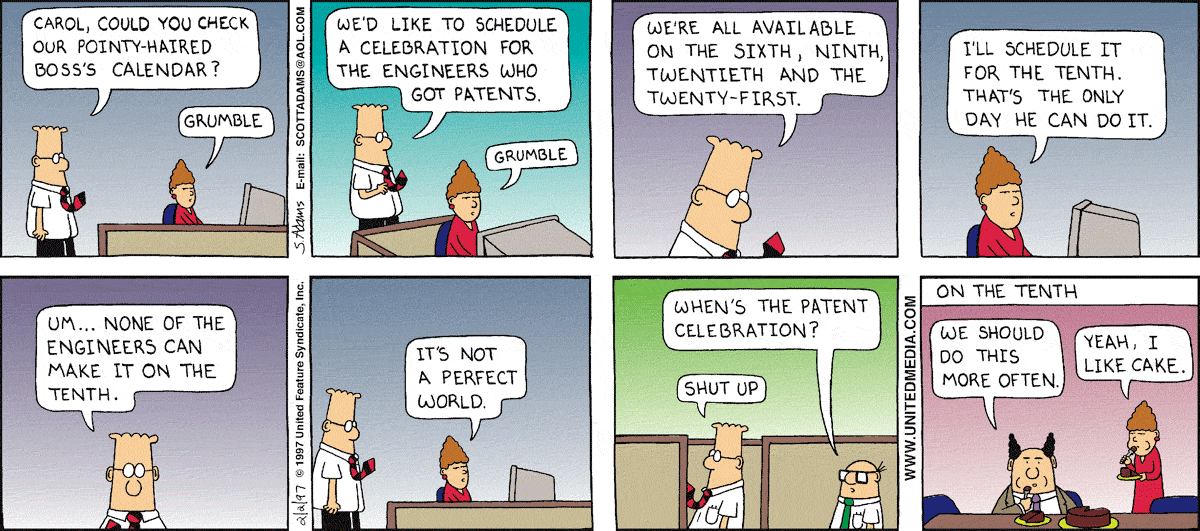 CAROL, COULD YOU CHECK
OUR POINTY-HAIRED
BOSS'S CALENDAR?
GRUMBLE
S. Adams E-mail: SCOTTADAMS@AOL.COM
WE'D LIKE TO SCHEDULE
A CELEBRATION FOR
THE ENGINEERS WHO
GOT PATENTS.
GRUMBLE
WE'RE ALL AVAILABLE
ON THE SIXTH, NINTH,
TWENTIETH AND THE
TWENTY-FIRST.
I'LL SCHEDULE IT
FOR THE TENTH.
THAT'S THE ONLY
DAY HE CAN DO IT.
UM... NONE OF THE
ENGINEERS CAN
MAKE IT ON THE
TENTH.
2/2/97 © 1997 United Feature Syndicate, Inc.
IT'S NOT
A PERFECT
WORLD.
WHEN'S THE PATENT
CELEBRATION?
SHUT UP
WWW.UNITEDMEDIA.COM
ON THE TENTH
WE SHOULD
DO THIS
MORE OFTEN.
YEAH, I
LIKE CAKE.